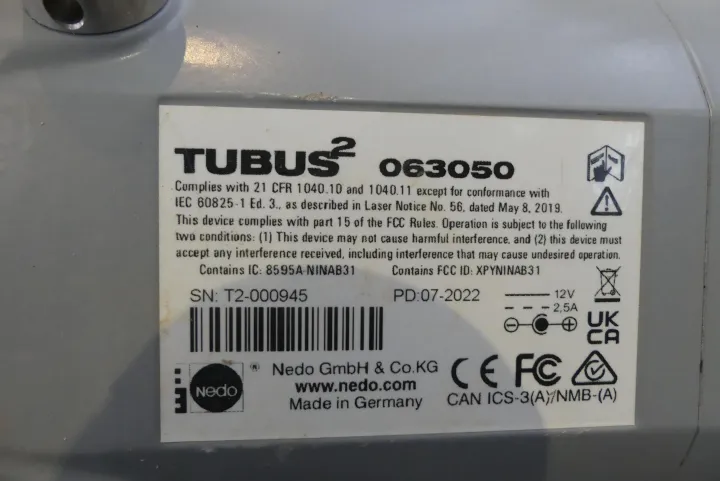 TUBUS² 063050
Complies with 21 CFR 1040.10 and 1040.11 except for conformance with
IEC 60825-1 Ed. 3., as described in Laser Notice No. 56, dated May 8, 2019.
This device complies with part 15 of the FCC Rules. Operation is subject to the following
two conditions: (1) This device may not cause harmful interference, and (2) this device must
accept any interference received, including interference that may cause undesired operation.
Contains IC: 8595A-NINAB31 Contains FCC ID: XPYNINAB31
SN: T2-000945 PD:07-2022
12V
2,5A
UK
CA
Nedo ® Nedo GmbH & Co.KG
www.nedo.com
Made in Germany
CE FC
CAN ICS-3(A)/NMB-(A)